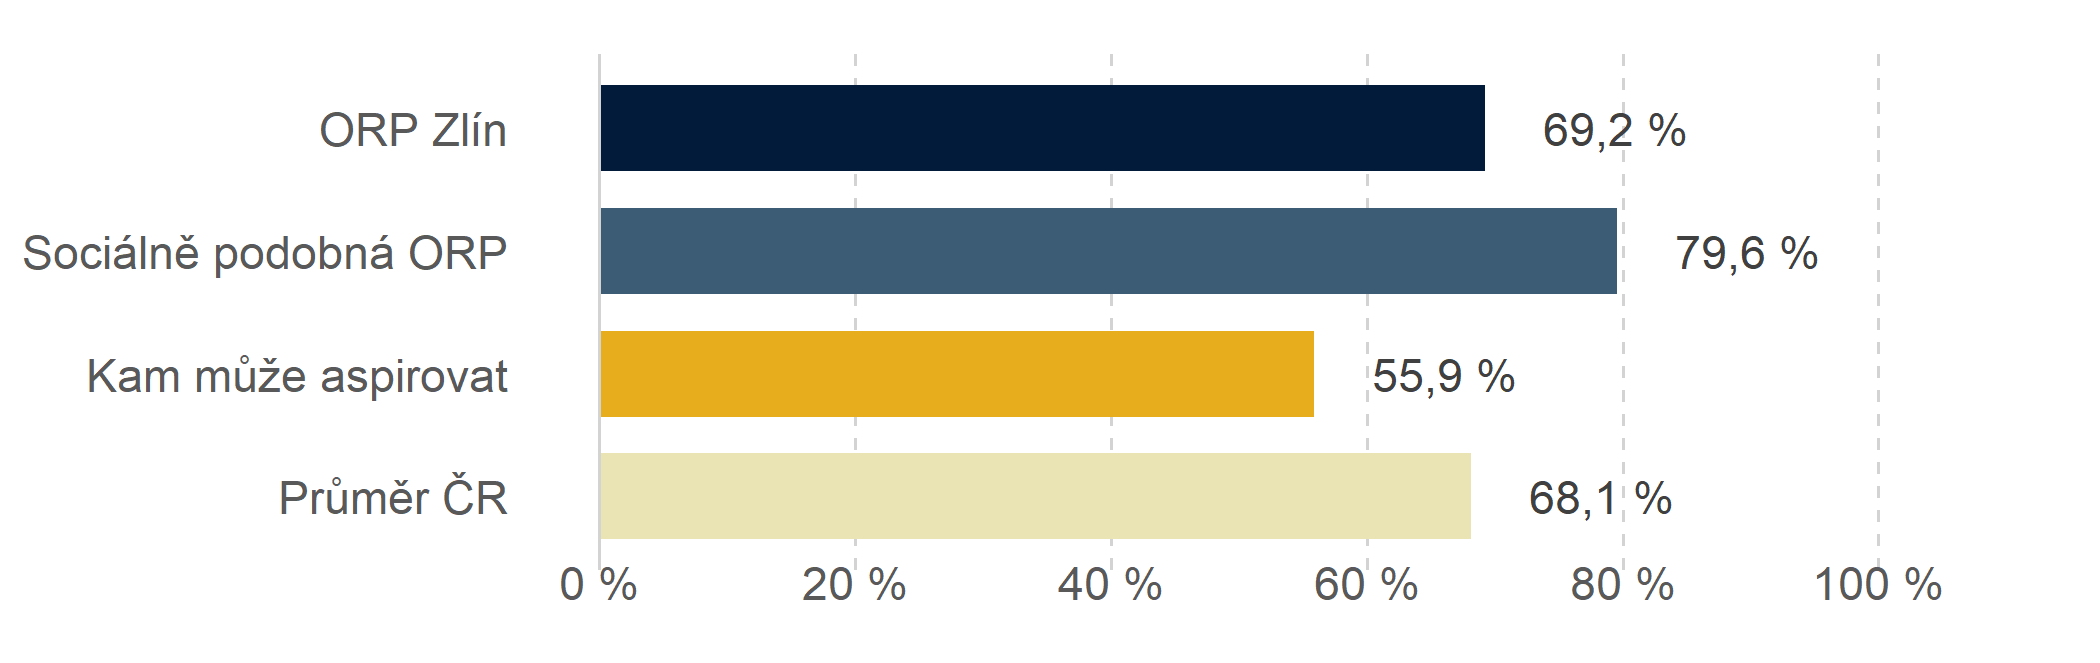 ORP Zlín
69,2 %
Sociálně podobná ORP
79,6 %
Kam může aspirovat
55,9 %
Průměr ČR
68,1 %
0 % 20 % 40 % 60 % 80 % 100 %